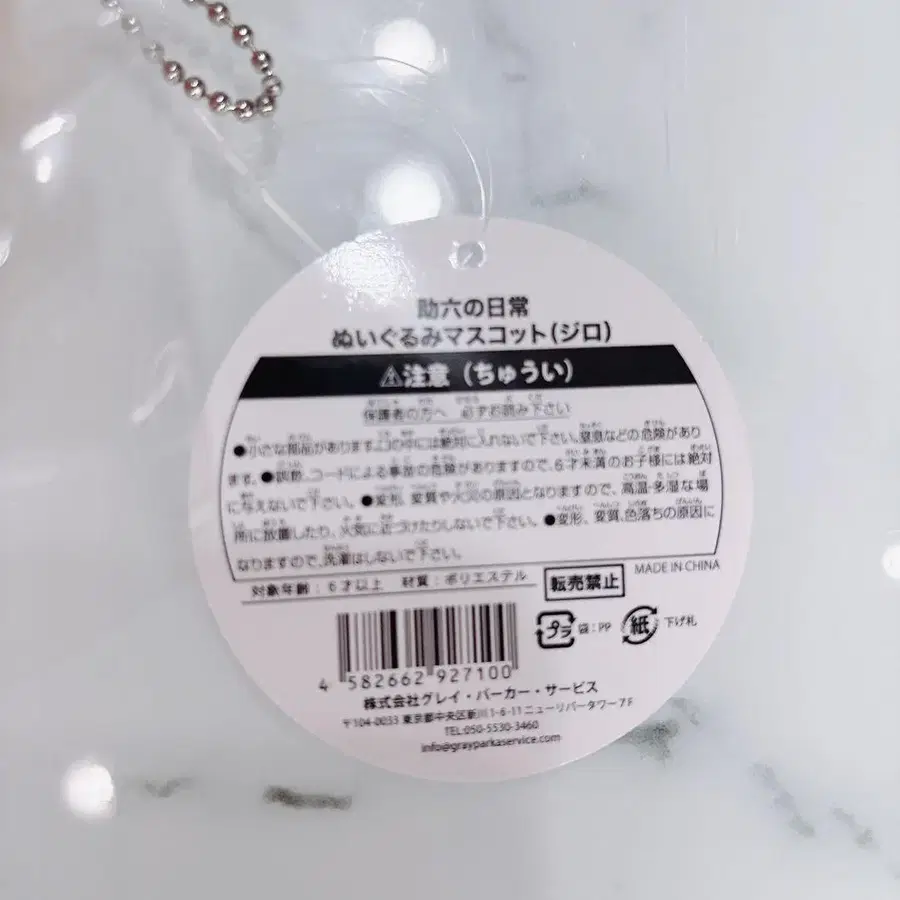 助六の日常
ぬいぐるみマスコット(ジロ)
⚠注意(ちゅうい)
保護者の方へ 必ずお読み下さい
●小さな部品があります。口の中には絶対に入れないで下さい。窒息などの危険があり
ます。●誤飲、コードによる事故の危険がありますので、6才未満のお子様には絶対
に与えないで下さい。●変形、変質や火災の原因となりますので、高温・多湿な場
所に放置したり、火気に近づけたりしないで下さい。●変形、変質、色落ちの原因に
なりますので、洗濯はしないで下さい。
対象年齢：6才以上 材質：ポリエステル
転売禁止
MADE IN CHINA
プラ 袋：PP 紙 下げ札
4 582662 927100
株式会社グレイ・パーカー・サービス
〒104-0033 東京都中央区新川1-6-11 ニューリバータワー7F
TEL:050-5530-3460
info@grayparkaservice.com